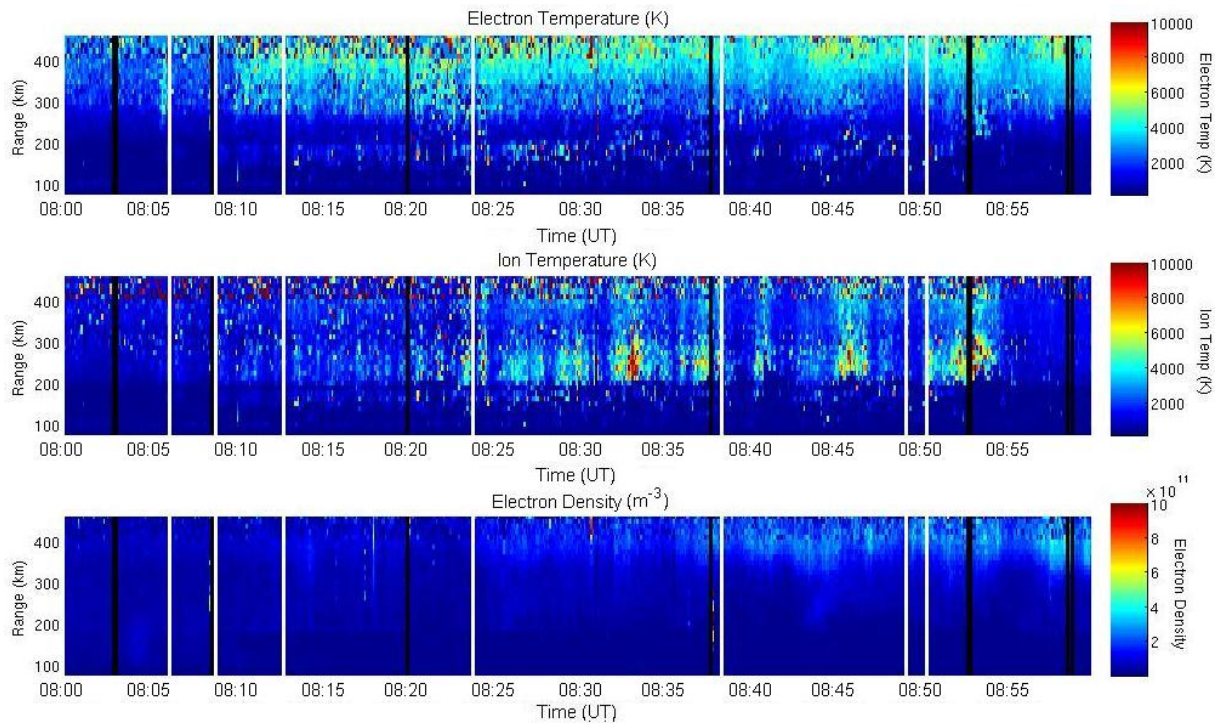 Electron Temperature (K)
10000
8000
6000
4000
2000
Electron Temp (K)
400
300
200
100
Range (km)
08:00 08:05 08:10 08:15 08:20 08:25 08:30 08:35 08:40 08:45 08:50 08:55
Time (UT)
Ion Temperature (K)
10000
8000
6000
4000
2000
Ion Temp (K)
400
300
200
100
Range (km)
08:00 08:05 08:10 08:15 08:20 08:25 08:30 08:35 08:40 08:45 08:50 08:55
Time (UT)
Electron Density (m⁻³)
× 10¹¹
10
8
6
4
2
Electron Density
400
300
200
100
Range (km)
08:00 08:05 08:10 08:15 08:20 08:25 08:30 08:35 08:40 08:45 08:50 08:55
Time (UT)